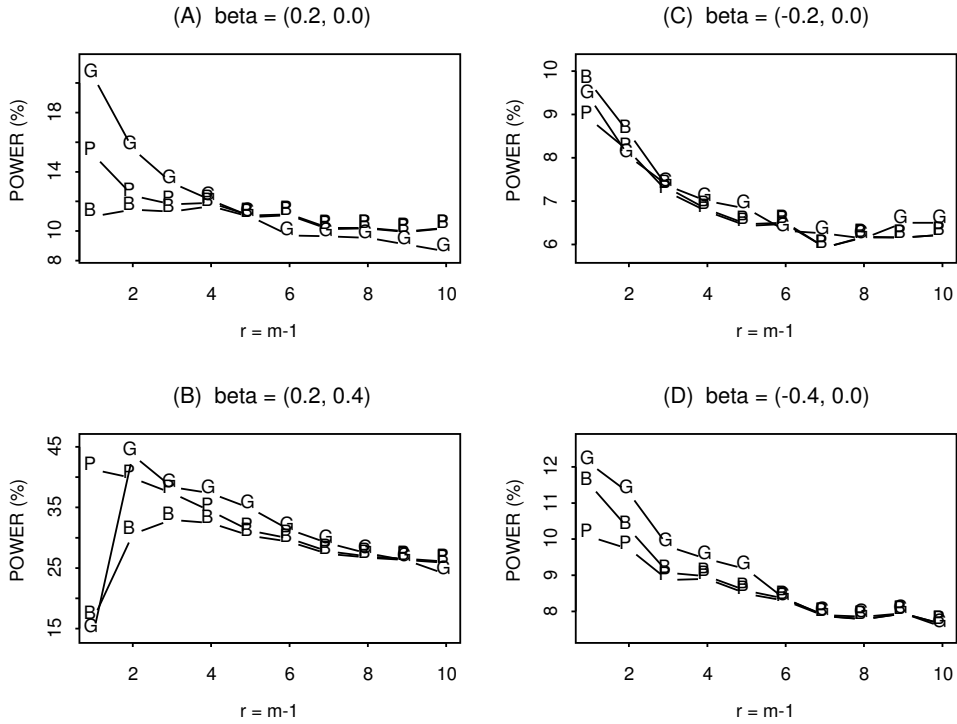 (A) beta = (0.2, 0.0)
POWER (%)
18
14
10
8
G
P
B
2 4 6 8 10
r = m-1
(C) beta = (-0.2, 0.0)
POWER (%)
10
9
8
7
6
B
G
P
2 4 6 8 10
r = m-1
(B) beta = (0.2, 0.4)
POWER (%)
45
35
25
15
P
G
B
2 4 6 8 10
r = m-1
(D) beta = (-0.4, 0.0)
POWER (%)
12
11
10
9
8
G
B
P
2 4 6 8 10
r = m-1